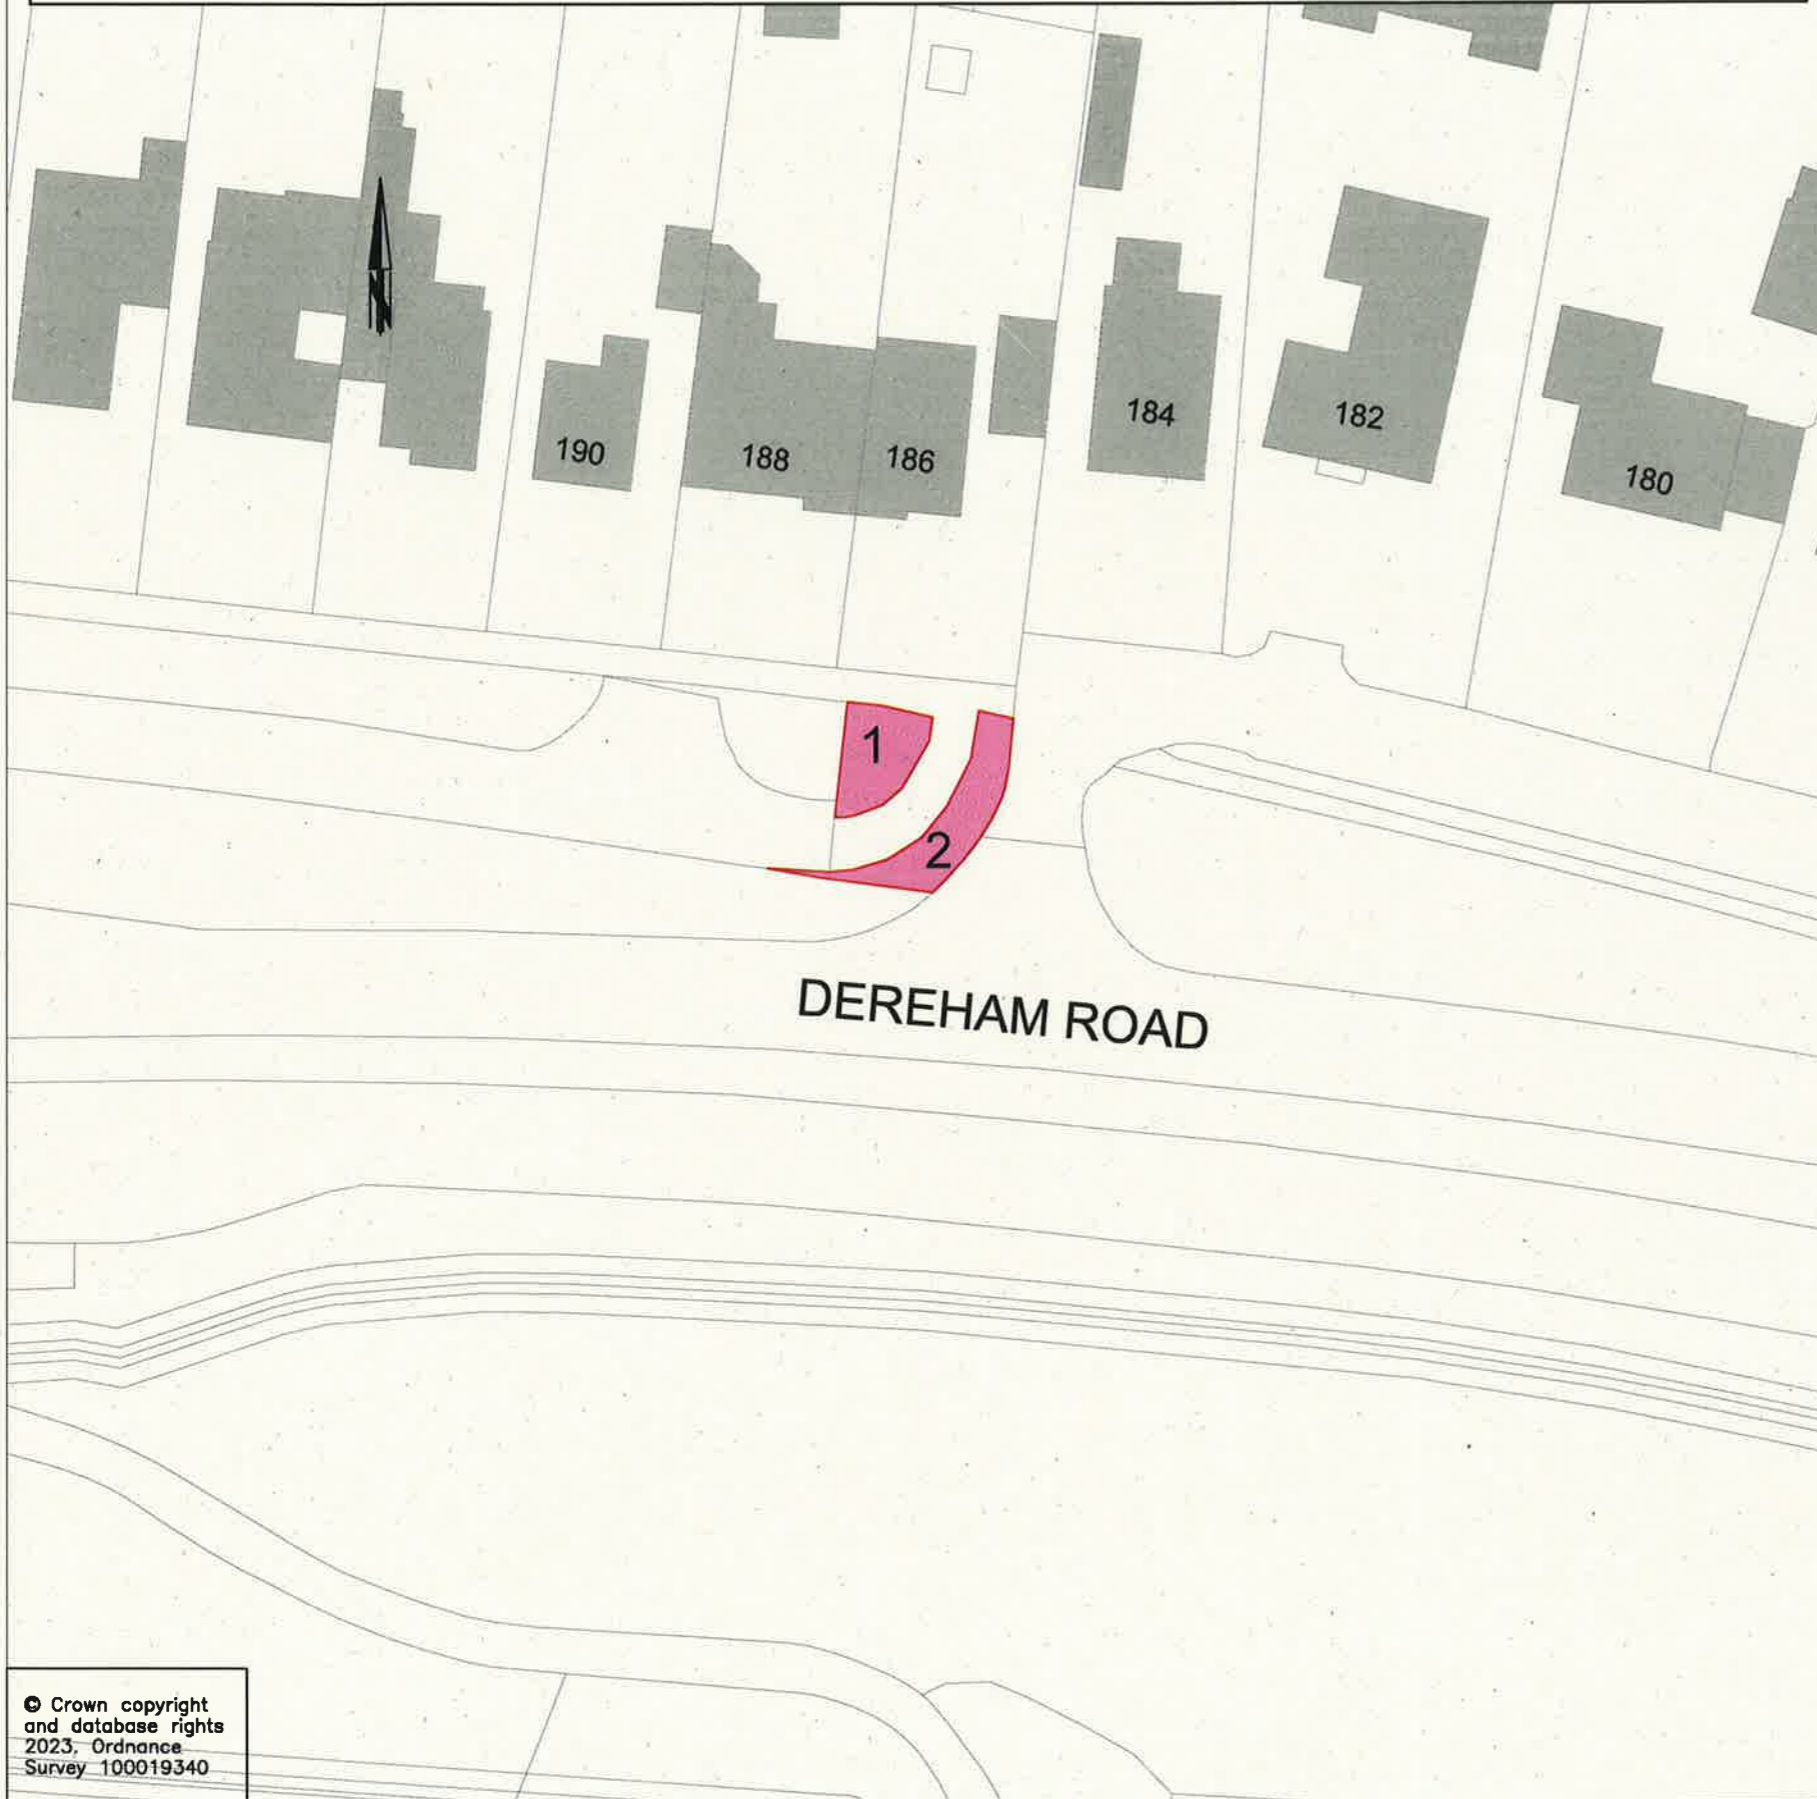 N
184
182
190
188
186
180
1
2
DEREHAM ROAD
© Crown copyright
and database rights
2023, Ordnance
Survey 100019340